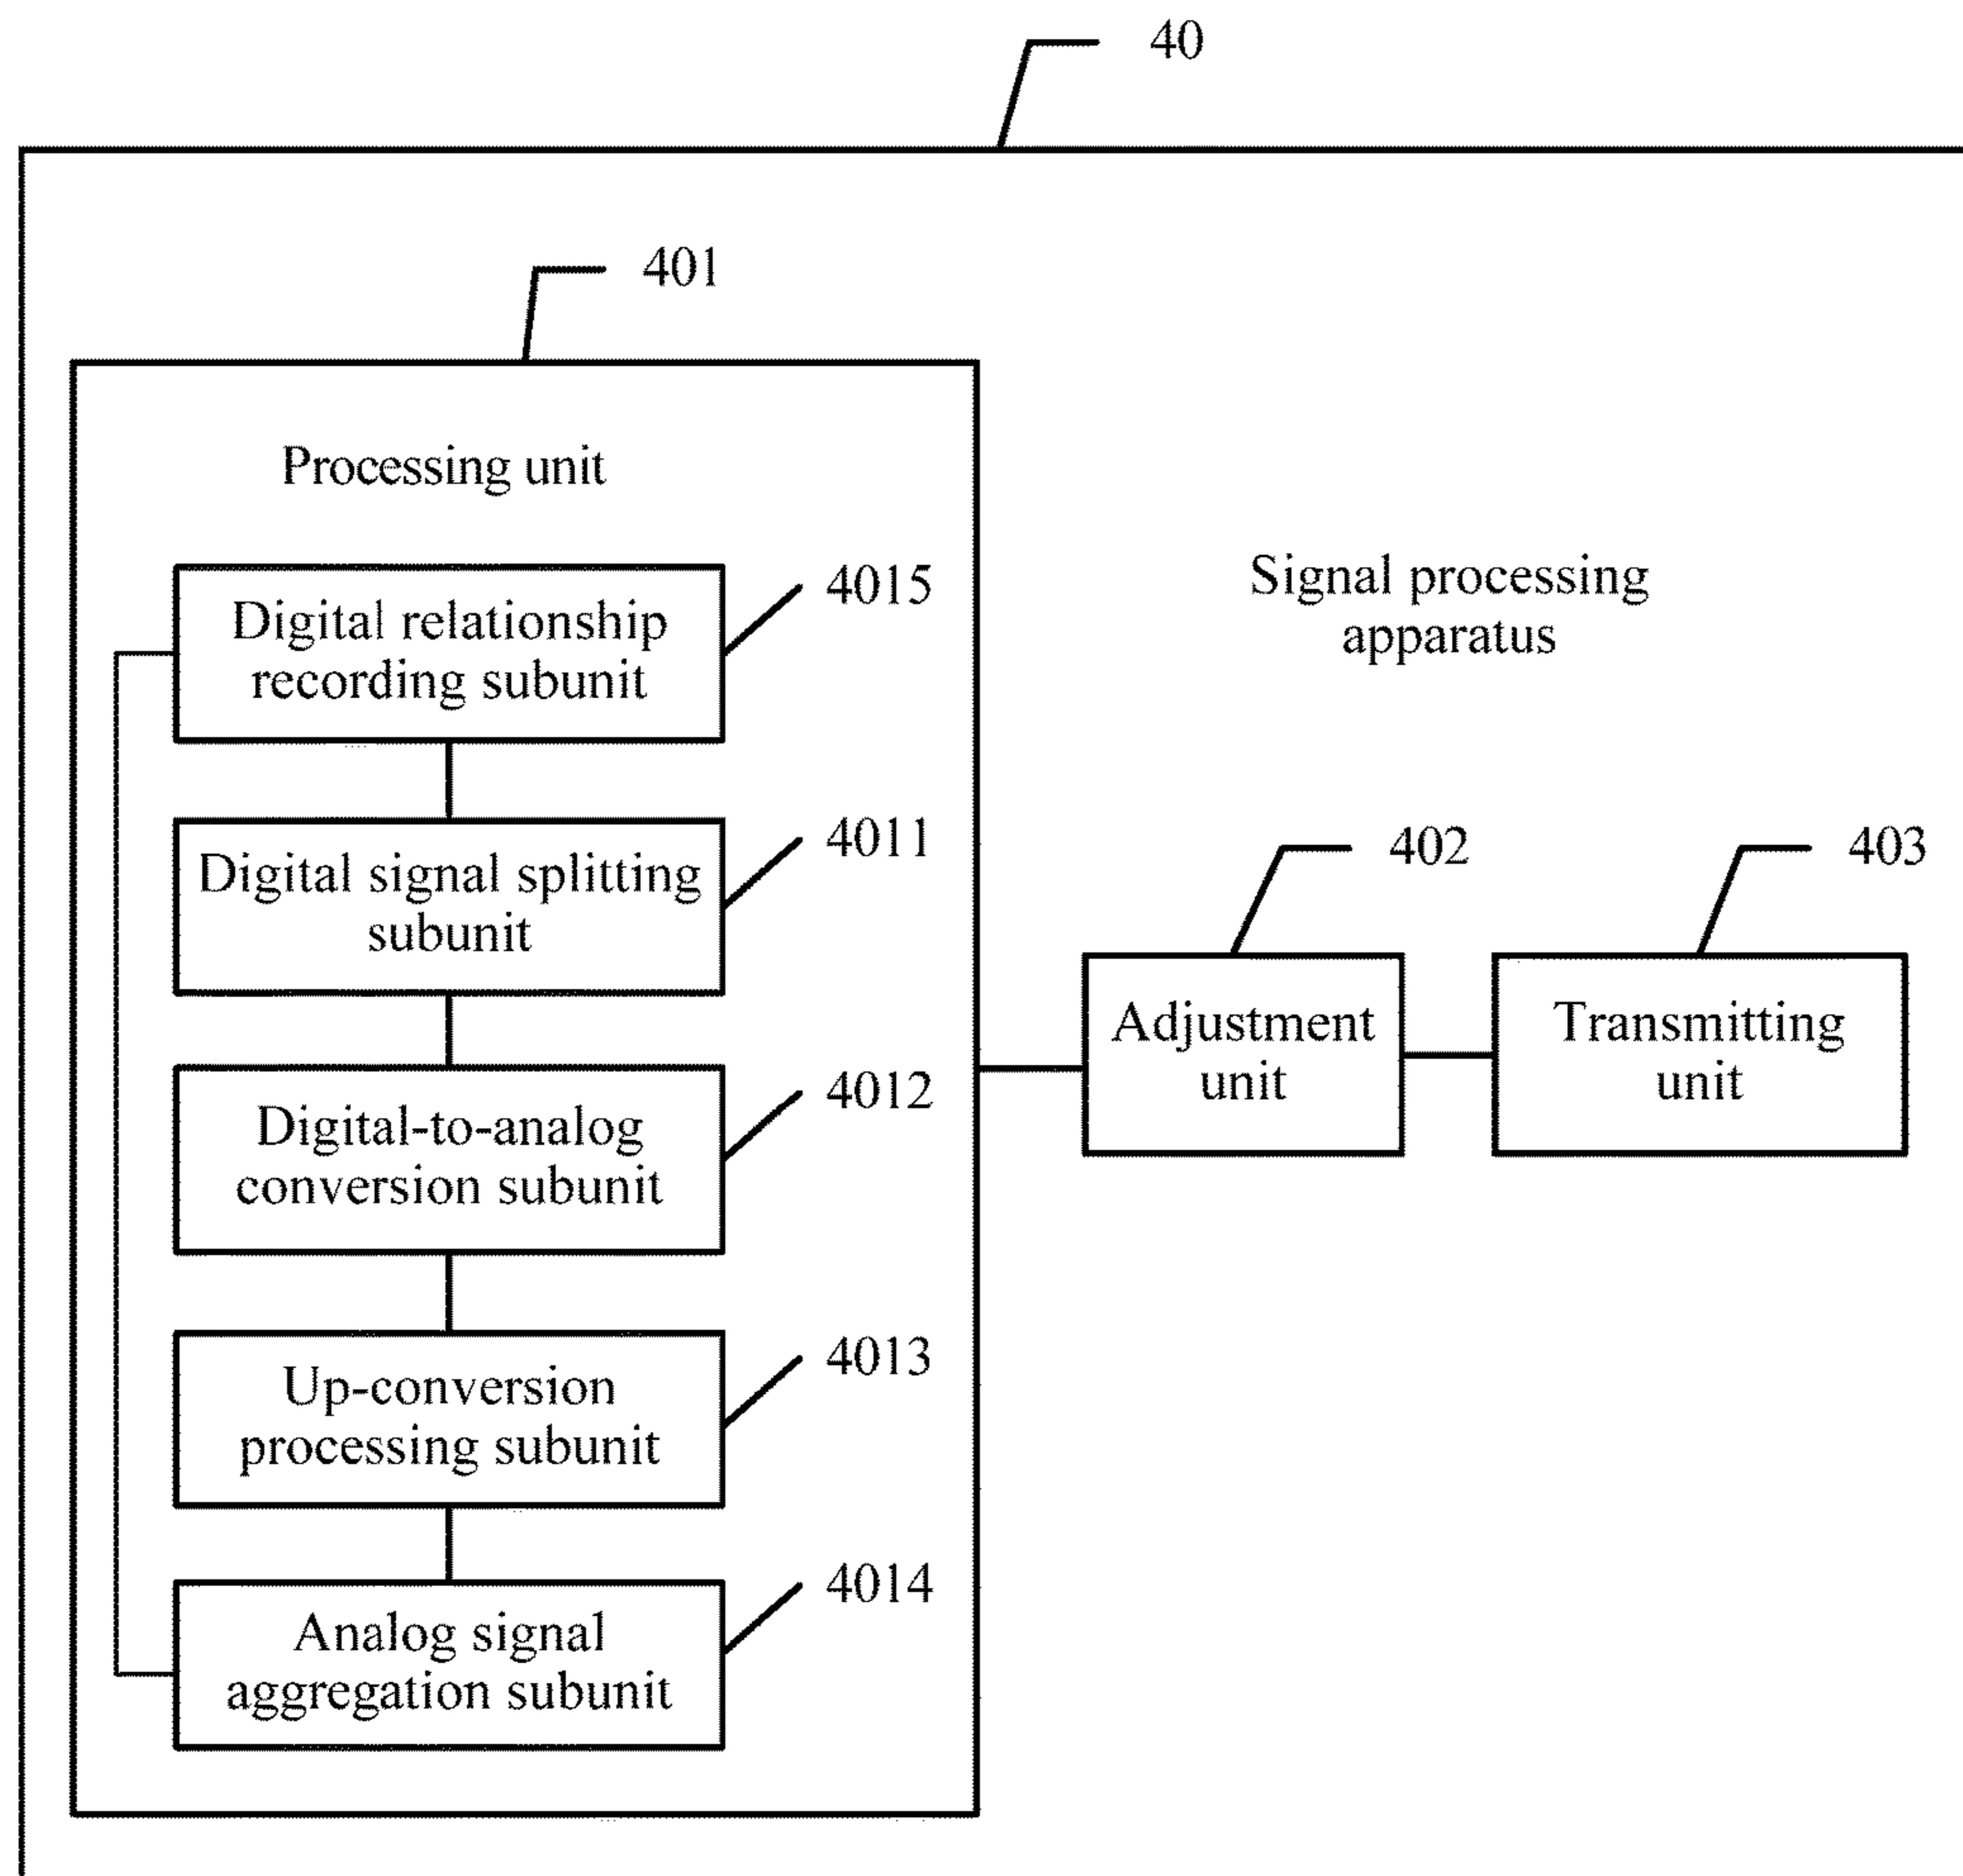 40
401
Processing unit
4015
Digital relationship
recording subunit
Signal processing
apparatus
4011
Digital signal splitting
subunit
402
403
Adjustment
unit
Transmitting
unit
4012
Digital-to-analog
conversion subunit
4013
Up-conversion
processing subunit
4014
Analog signal
aggregation subunit